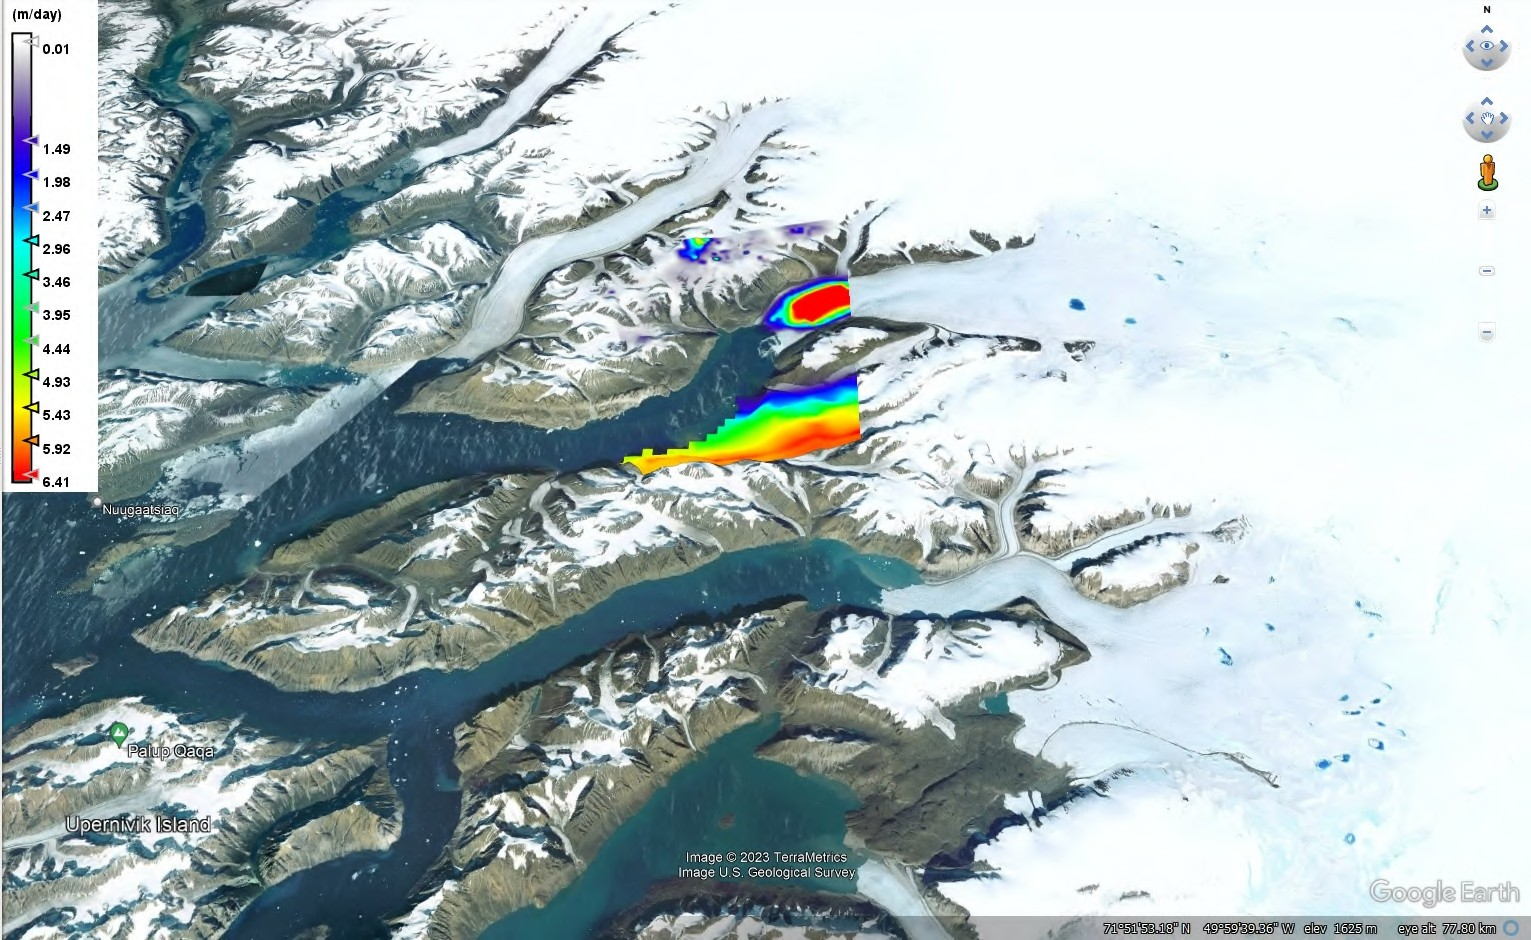 (m/day)
N
0.01
1.49
1.98
2.47
2.96
3.46
3.95
4.44
4.93
5.43
5.92
6.41
Nuugaatsiaq
Palup Qaqa
Upernivik Island
Image © 2023 TerraMetrics
Image U.S. Geological Survey
Google Earth
71°51'53.18" N 49°59'39.36" W elev 1625 m eye alt 77.80 km